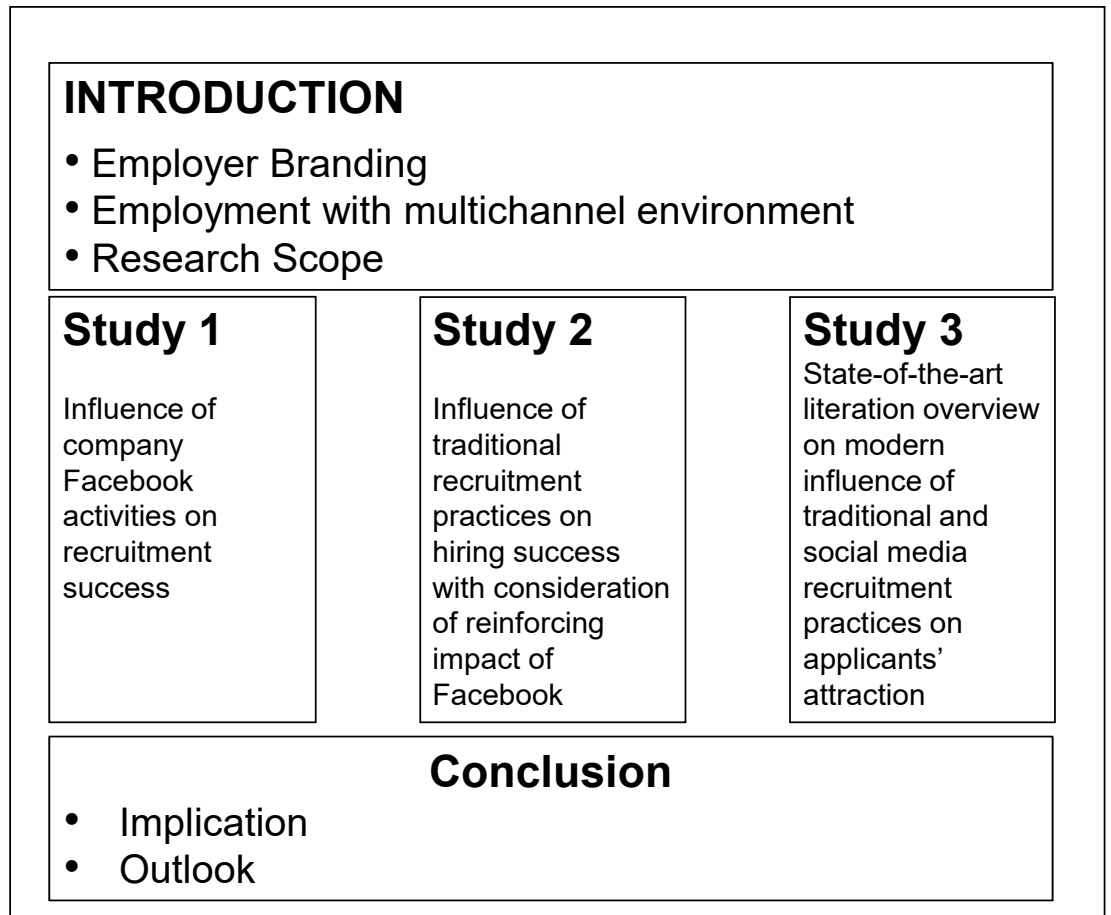 INTRODUCTION
• Employer Branding
• Employment with multichannel environment
• Research Scope
Study 1
Influence of
company
Facebook
activities on
recruitment
success
Study 2
Influence of
traditional
recruitment
practices on
hiring success
with consideration
of reinforcing
impact of
Facebook
Study 3
State-of-the-art
literation overview
on modern
influence of
traditional and
social media
recruitment
practices on
applicants’
attraction
Conclusion
• Implication
• Outlook